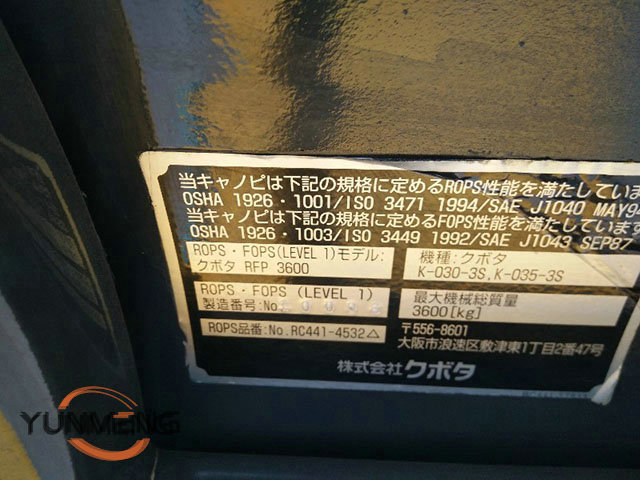 当キャノピは下記の規格に定めるROPS性能を満たしていま
OSHA 1926・1001/ISO 3471 1994/SAE J1040 MAY94
当キャノピは下記の規格に定めるFOPS性能を満たしています
OSHA 1926・1003/ISO 3449 1992/SAE J1043 SEP87
ROPS・FOPS(LEVEL 1)モデル:
クボタ RFP 3600
機種:クボタ
K-030-3S,K-035-3S
ROPS・FOPS (LEVEL 1)
製造番号:No.
最大機械総質量
3600[kg]
ROPS品番:No.RC441-4532△
〒556-8601
大阪市浪速区敷津東1丁目2番47号
株式会社クボタ
YUNMENG